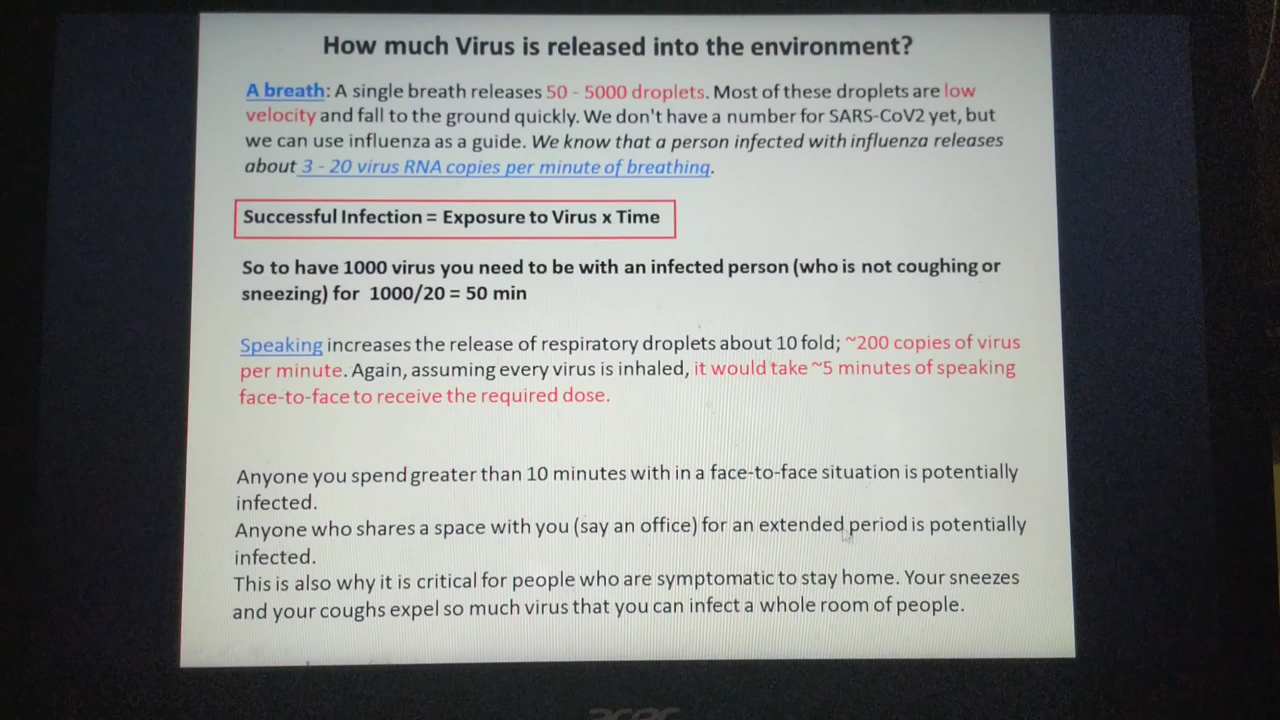 How much Virus is released into the environment?
A breath: A single breath releases 50 - 5000 droplets. Most of these droplets are low
velocity and fall to the ground quickly. We don't have a number for SARS-CoV2 yet, but
we can use influenza as a guide. We know that a person infected with influenza releases
about 3 - 20 virus RNA copies per minute of breathing.
Successful Infection = Exposure to Virus x Time
So to have 1000 virus you need to be with an infected person (who is not coughing or
sneezing) for 1000/20 = 50 min
Speaking increases the release of respiratory droplets about 10 fold; ~200 copies of virus
per minute. Again, assuming every virus is inhaled, it would take ~5 minutes of speaking
face-to-face to receive the required dose.
Anyone you spend greater than 10 minutes with in a face-to-face situation is potentially
infected.
Anyone who shares a space with you (say an office) for an extended period is potentially
infected.
This is also why it is critical for people who are symptomatic to stay home. Your sneezes
and your coughs expel so much virus that you can infect a whole room of people.
acer